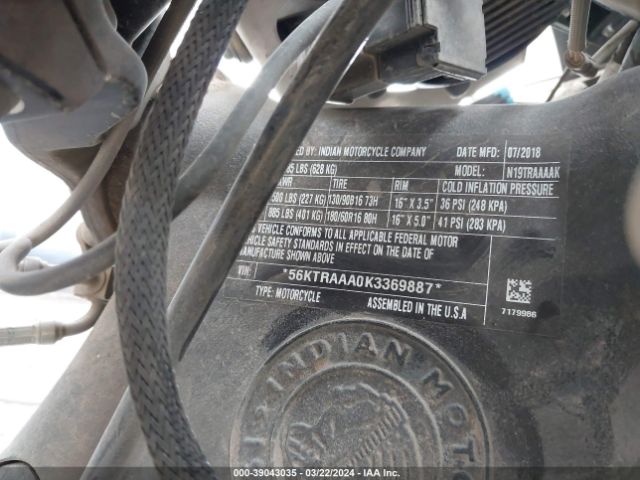 BY: INDIAN MOTORCYCLE COMPANY DATE MFD: 07/2018
LBS (628 KG) MODEL: N19TRAAAAK
TIRE RIM COLD INFLATION PRESSURE
LBS (227 KG) 130/90B16 73H 16" X 3.5" 36 PSI (248 KPA)
885 LBS (401 KG) 180/60R16 80H 16" X 5.0" 41 PSI (283 KPA)
VEHICLE CONFORMS TO ALL APPLICABLE FEDERAL MOTOR
VEHICLE SAFETY STANDARDS IN EFFECT ON THE DATE OF
MANUFACTURE SHOWN ABOVE
VIN: *56KTRAAA0K3369887*
TYPE: MOTORCYCLE ASSEMBLED IN THE U.S.A
7179986
INDIAN MOTO
000-39043035 - 03/22/2024 - IAA Inc.